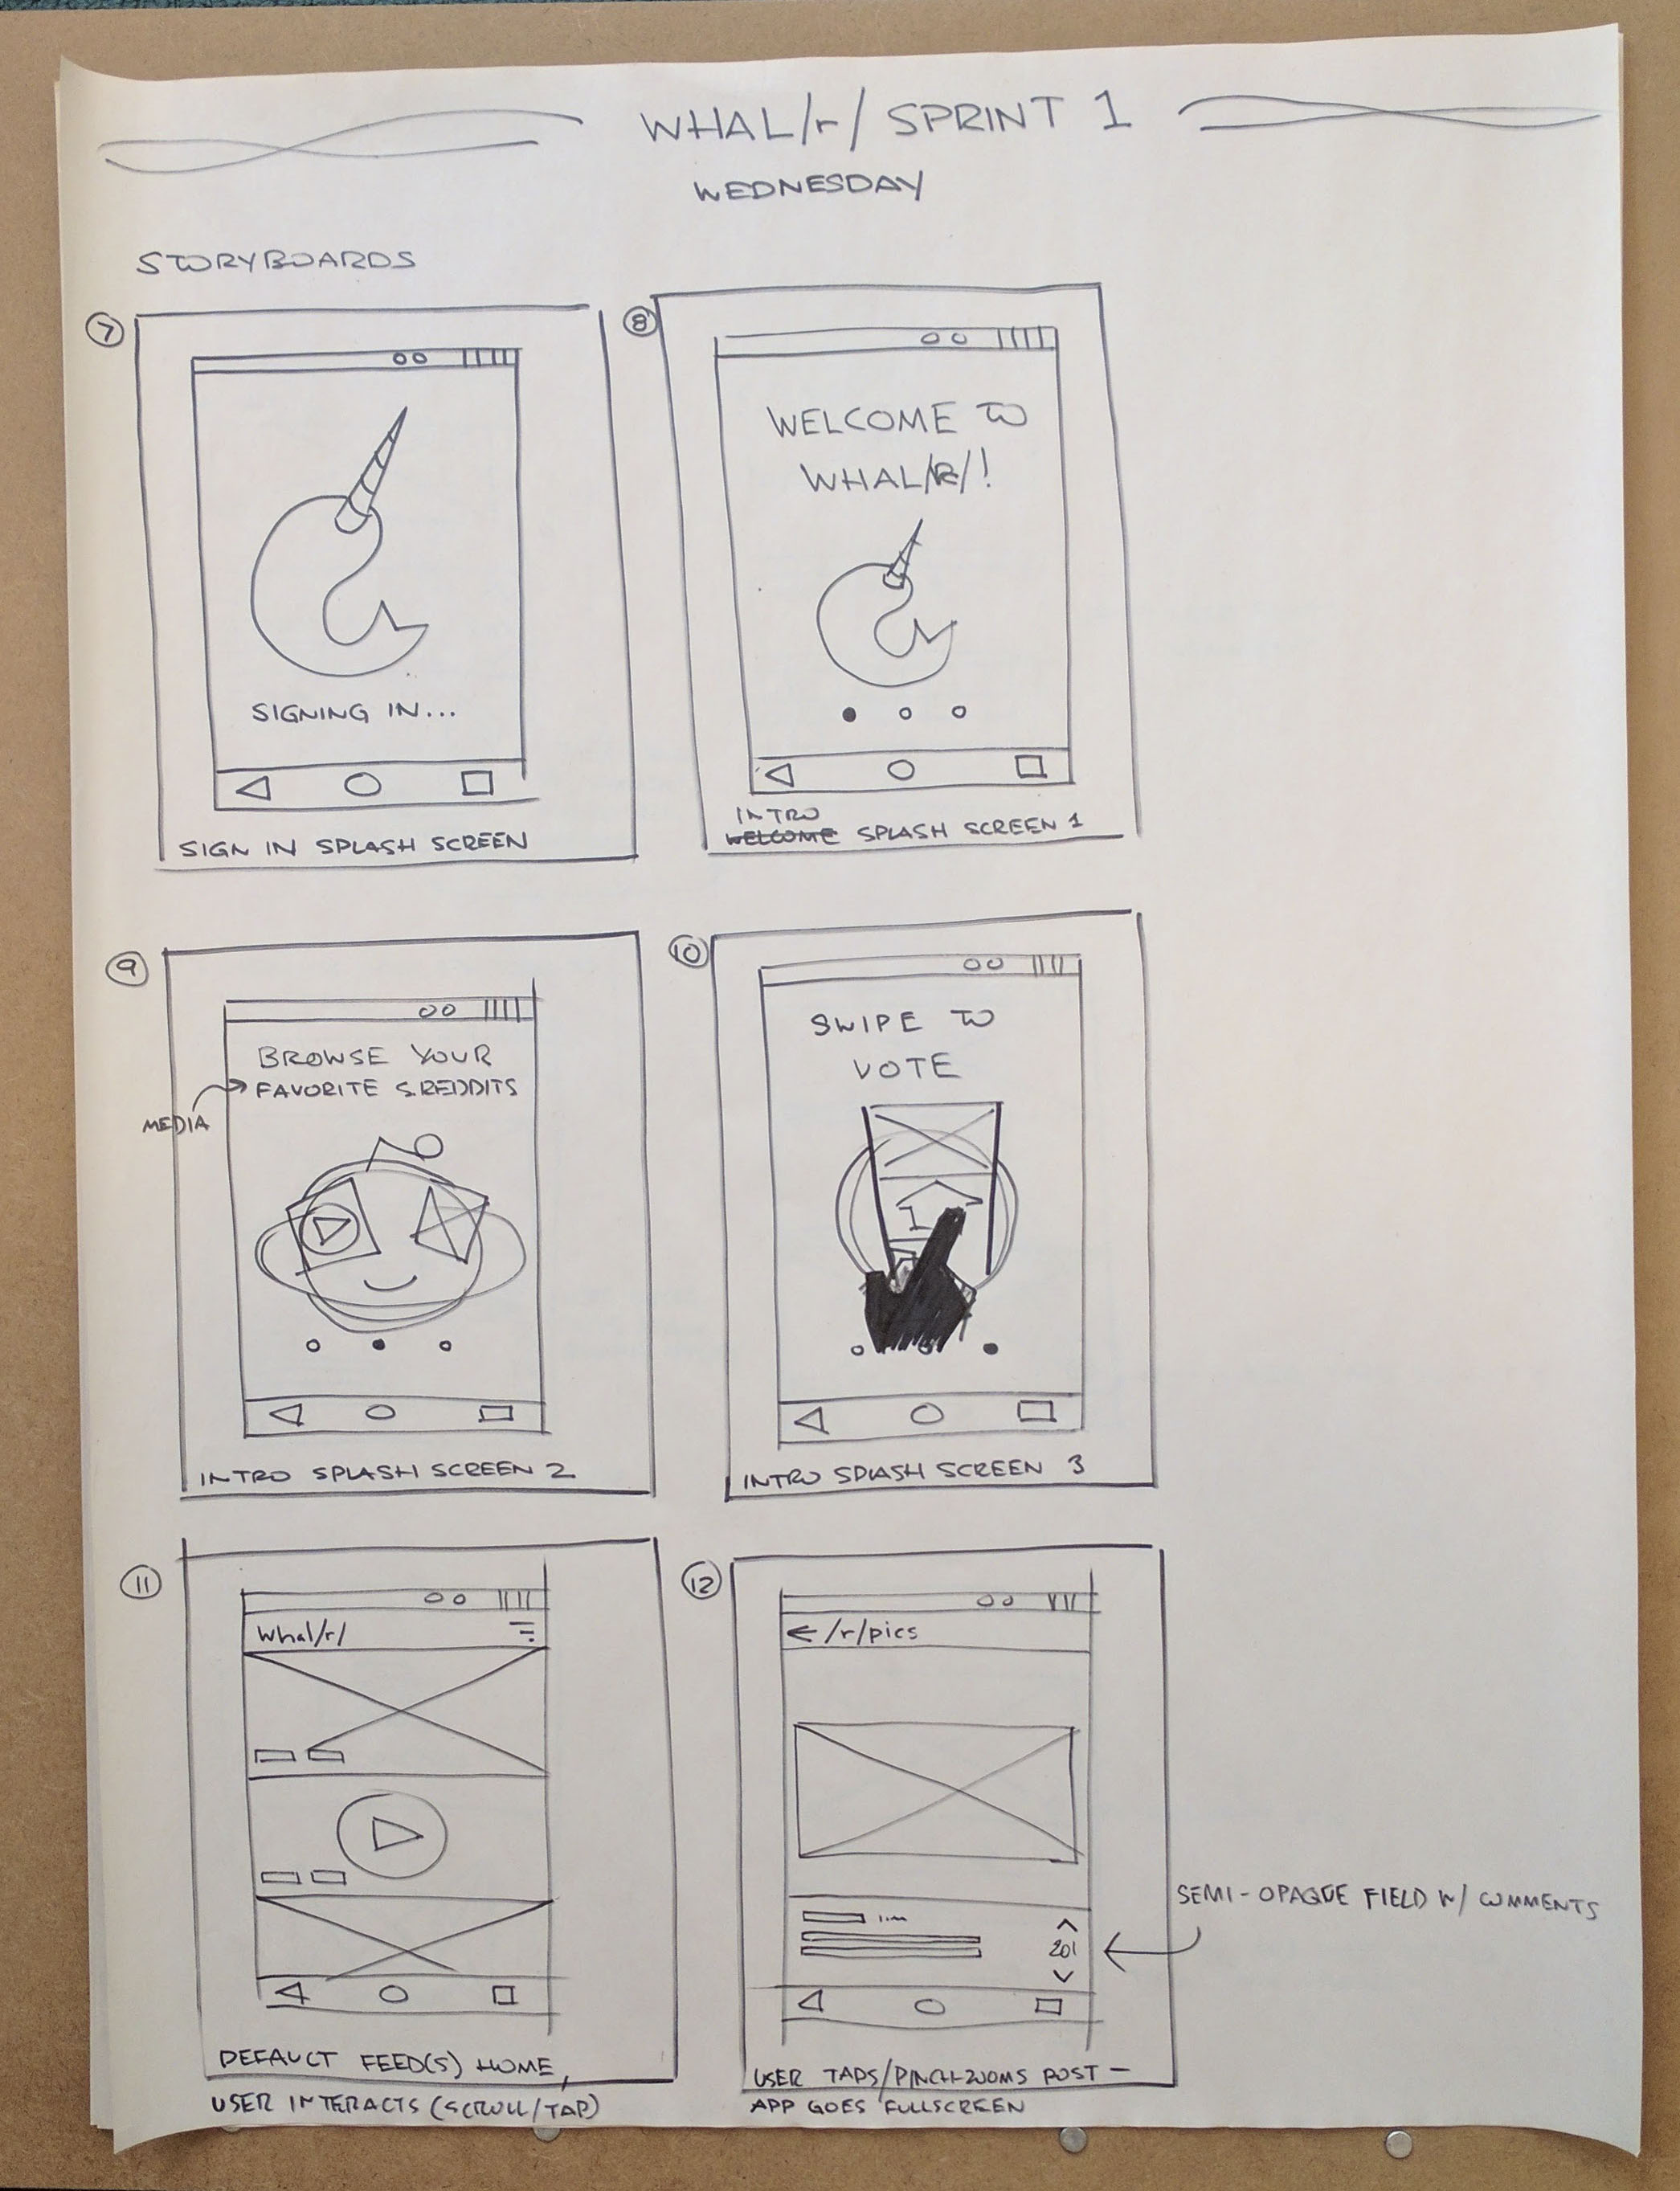 WHAL/r/ SPRINT 1
WEDNESDAY
STORYBOARDS
7
SIGNING IN...
SIGN IN SPLASH SCREEN
8
WELCOME TO
WHAL/R/!
INTRO
WELCOME SPLASH SCREEN 1
9
BROWSE YOUR
FAVORITE S.REDDITS
MEDIA
INTRO SPLASH SCREEN 2
10
SWIPE TO
VOTE
INTRO SPLASH SCREEN 3
11
whal/r/
DEFAULT FEED(S) HOME,
USER INTERACTS (SCROLL/TAP)
12
/r/pics
201
SEMI-OPAQUE FIELD W/ COMMENTS
USER TAPS/PINCH-ZOOMS POST —
APP GOES FULLSCREEN